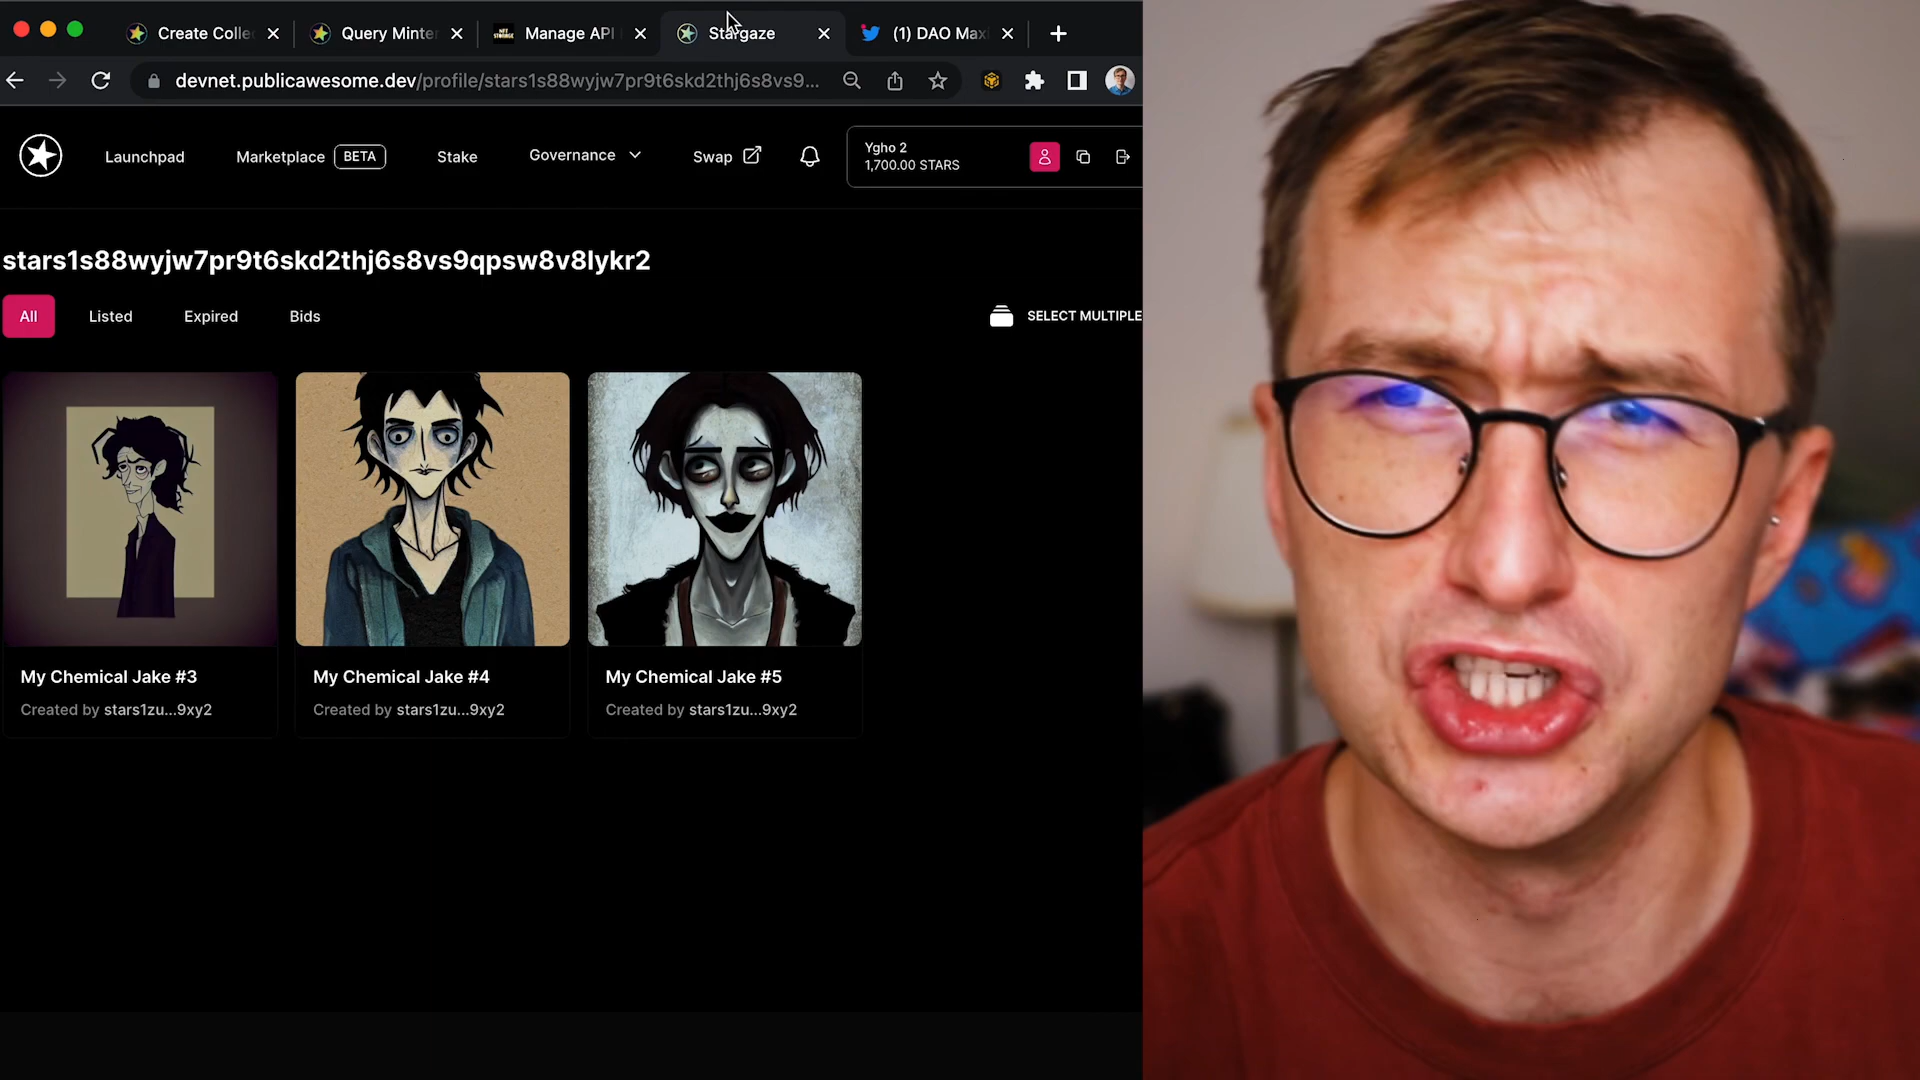 Create Colle
Query Minte
Manage API
Stargaze
(1) DAO Max
devnet.publicawesome.dev/profile/stars1s88wyjw7pr9t6skd2thj6s8vs9...
Launchpad
Marketplace BETA
Stake
Governance
Swap
Ygho 2
1,700.00 STARS
stars1s88wyjw7pr9t6skd2thj6s8vs9qpsw8v8lykr2
All
Listed
Expired
Bids
SELECT MULTIPLE
My Chemical Jake #3
Created by stars1zu...9xy2
My Chemical Jake #4
Created by stars1zu...9xy2
My Chemical Jake #5
Created by stars1zu...9xy2